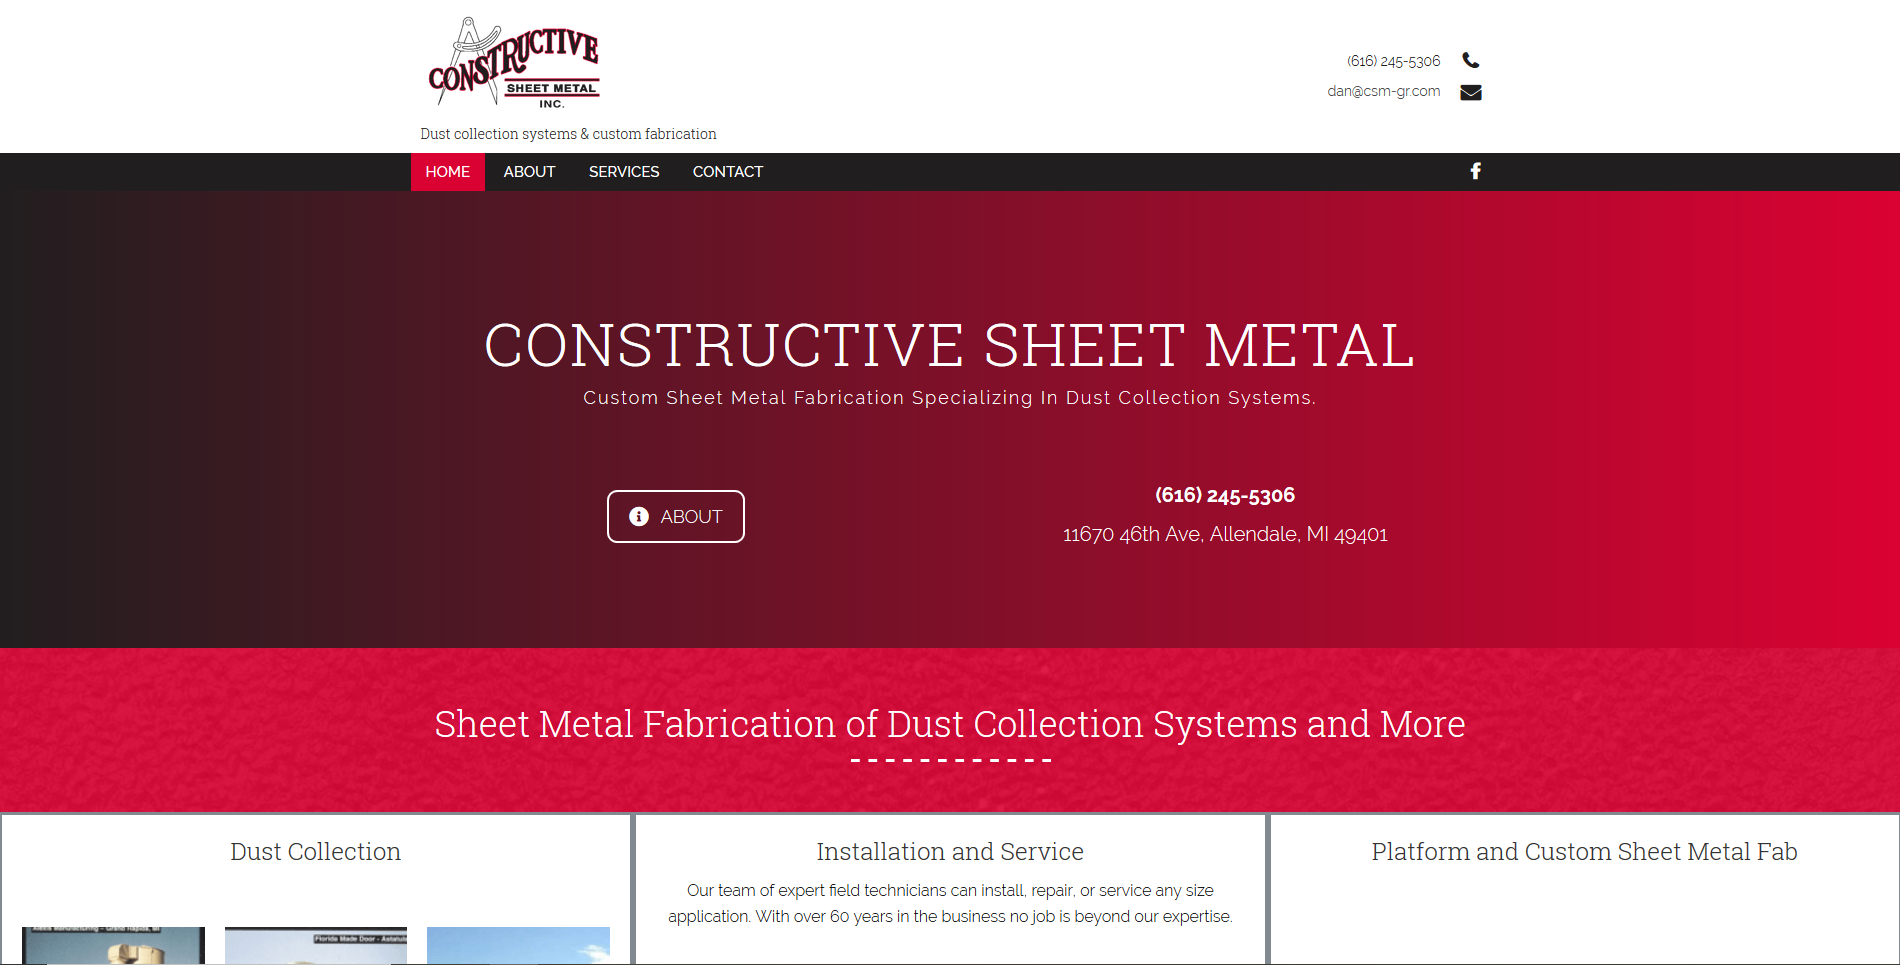 CONSTRUCTIVE
SHEET METAL
INC.
Dust collection systems & custom fabrication
(616) 245-5306
dan@csm-gr.com
HOME ABOUT SERVICES CONTACT
CONSTRUCTIVE SHEET METAL
Custom Sheet Metal Fabrication Specializing In Dust Collection Systems.
ABOUT
(616) 245-5306
11670 46th Ave, Allendale, MI 49401
Sheet Metal Fabrication of Dust Collection Systems and More
Dust Collection
Installation and Service
Our team of expert field technicians can install, repair, or service any size
application. With over 60 years in the business no job is beyond our expertise.
Platform and Custom Sheet Metal Fab
Manufacturing - Grand Rapids, MI
Florida Made Door -